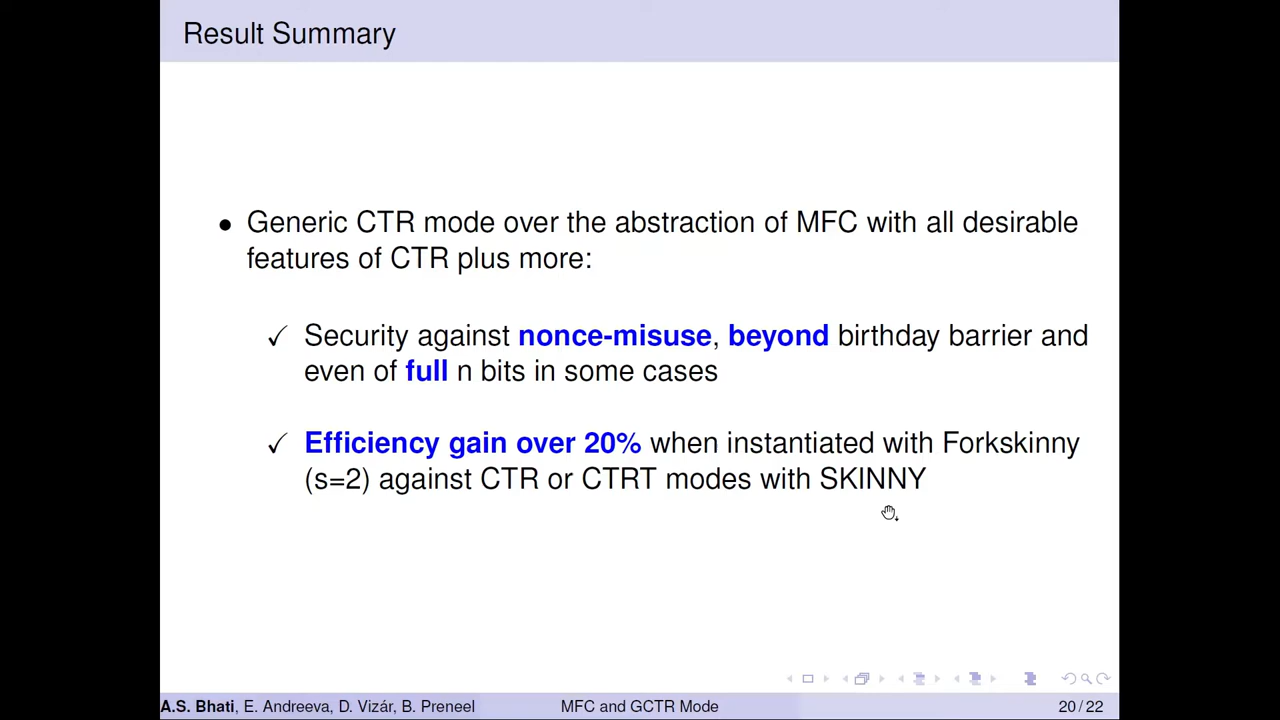 Result Summary
• Generic CTR mode over the abstraction of MFC with all desirable
features of CTR plus more:
✓ Security against nonce-misuse, beyond birthday barrier and
even of full n bits in some cases
✓ Efficiency gain over 20% when instantiated with Forkskinny
(s=2) against CTR or CTRT modes with SKINNY
A.S. Bhati, E. Andreeva, D. Vizár, B. Preneel MFC and GCTR Mode 20 / 22